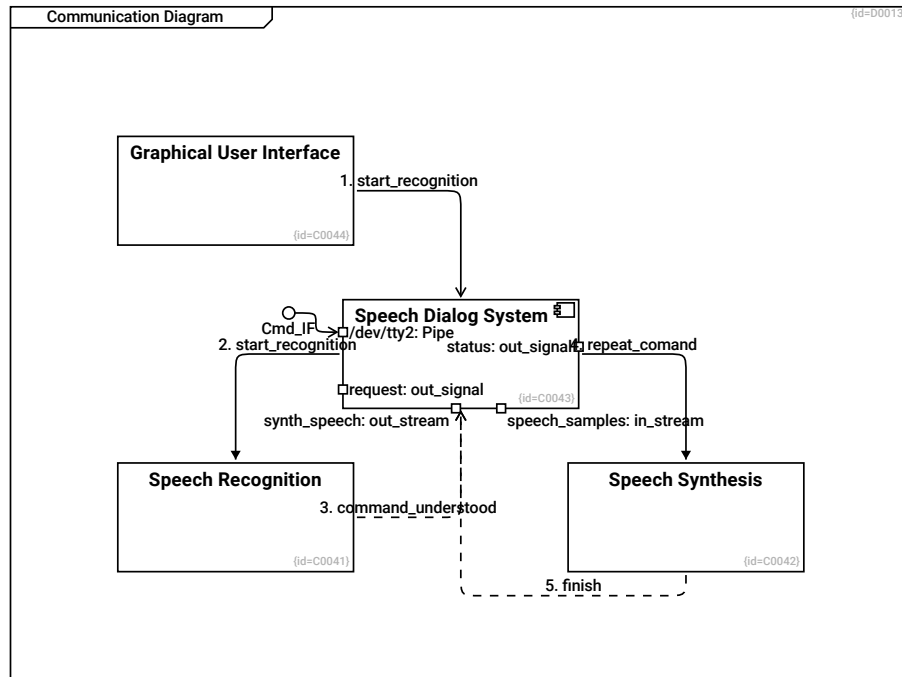 Communication Diagram
{id=D0013
Graphical User Interface
1. start_recognition
{id=C0044}
Speech Dialog System
Cmd_IF
/dev/tty2: Pipe
2. start_recognition
status: out_signal
4. repeat_comand
request: out_signal
{id=C0043}
synth_speech: out_stream
speech_samples: in_stream
Speech Recognition
Speech Synthesis
3. command_understood
{id=C0041}
{id=C0042}
5. finish